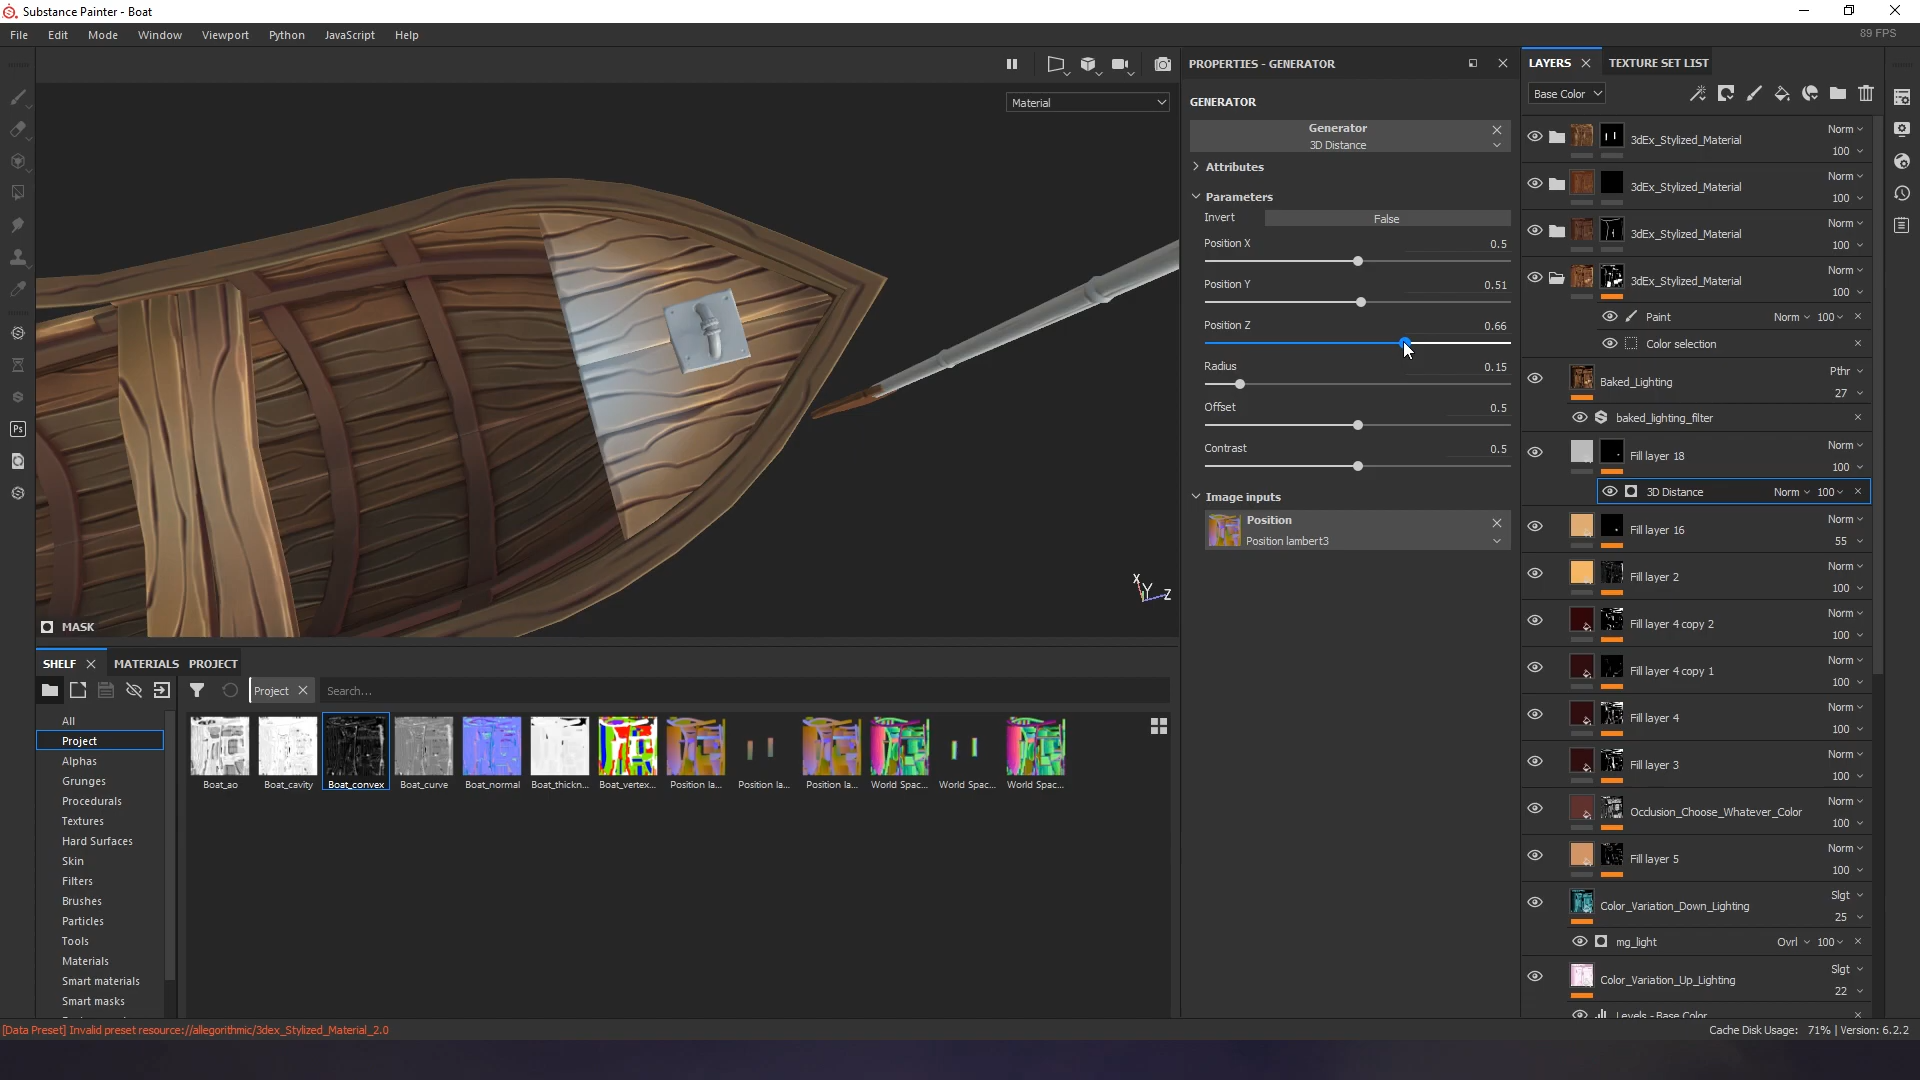 Substance Painter - Boat
File Edit Mode Window Viewport Python JavaScript Help
89 FPS
Material
MASK
X
Y
Z
PROPERTIES - GENERATOR
GENERATOR
Generator
3D Distance
Attributes
Parameters
Invert False
Position X 0.5
Position Y 0.51
Position Z 0.66
Radius 0.15
Offset 0.5
Contrast 0.5
Image inputs
Position
Position lambert3
LAYERS TEXTURE SET LIST
Base Color
3dEx_Stylized_Material Norm 100
3dEx_Stylized_Material Norm 100
3dEx_Stylized_Material Norm 100
3dEx_Stylized_Material Norm 100
Paint Norm 100
Color selection
Baked_Lighting Pthr 27
baked_lighting_filter
Fill layer 18 Norm 100
3D Distance Norm 100
Fill layer 16 Norm 55
Fill layer 2 Norm 100
Fill layer 4 copy 2 Norm 100
Fill layer 4 copy 1 Norm 100
Fill layer 4 Norm 100
Fill layer 3 Norm 100
Occlusion_Choose_Whatever_Color Norm 100
Fill layer 5 Norm 100
Color_Variation_Down_Lighting Slgt 25
mg_light Ovrl 100
Color_Variation_Up_Lighting Slgt 22
Levels - Base Color
Ps
SHELF MATERIALS PROJECT
Project
Search...
All
Project
Alphas
Grunges
Procedurals
Textures
Hard Surfaces
Skin
Filters
Brushes
Particles
Tools
Materials
Smart materials
Smart masks
Boat_ao Boat_cavity Boat_convex Boat_curve Boat_normal Boat_thickn... Boat_vertex... Position la... Position la... Position la... World Spac... World Spac... World Spac...
[Data Preset] Invalid preset resource://allegorithmic/3dex_Stylized_Material_2.0
Cache Disk Usage: 71% | Version: 6.2.2